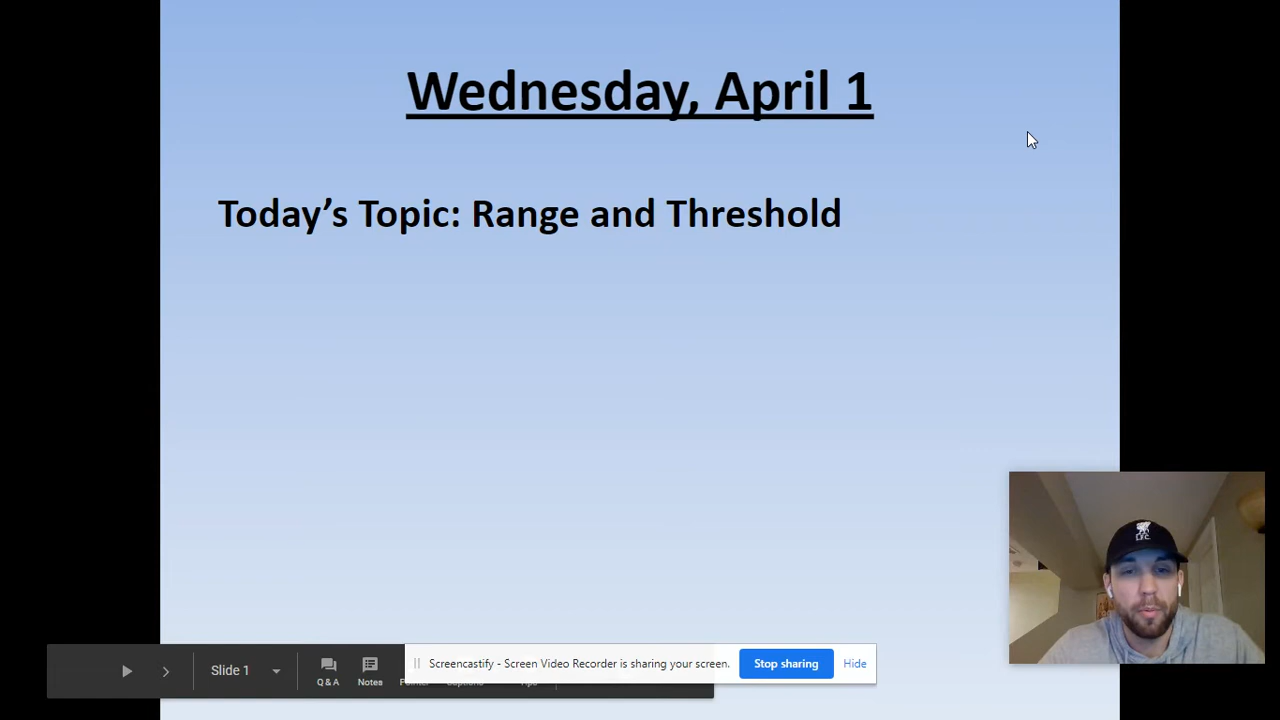 Wednesday, April 1
Today's Topic: Range and Threshold
L.F.C.
Slide 1
Q & A
Notes
Screencastify - Screen Video Recorder is sharing your screen.
Stop sharing
Hide